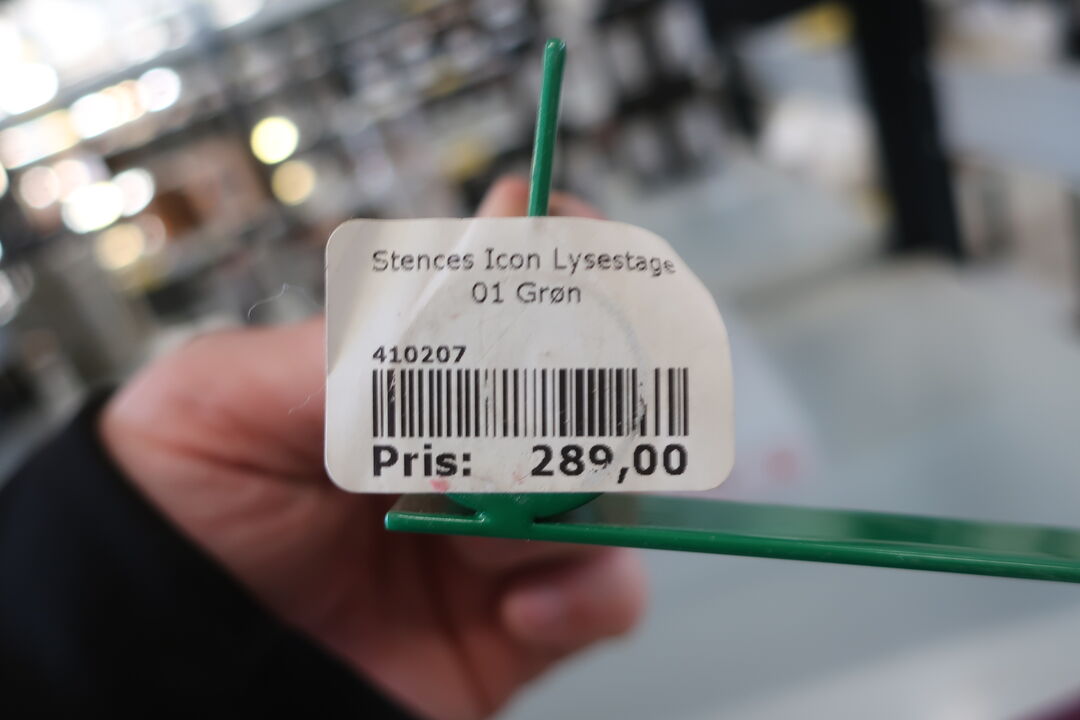 Stences Icon Lysestage
01 Grøn
410207
Pris: 289,00